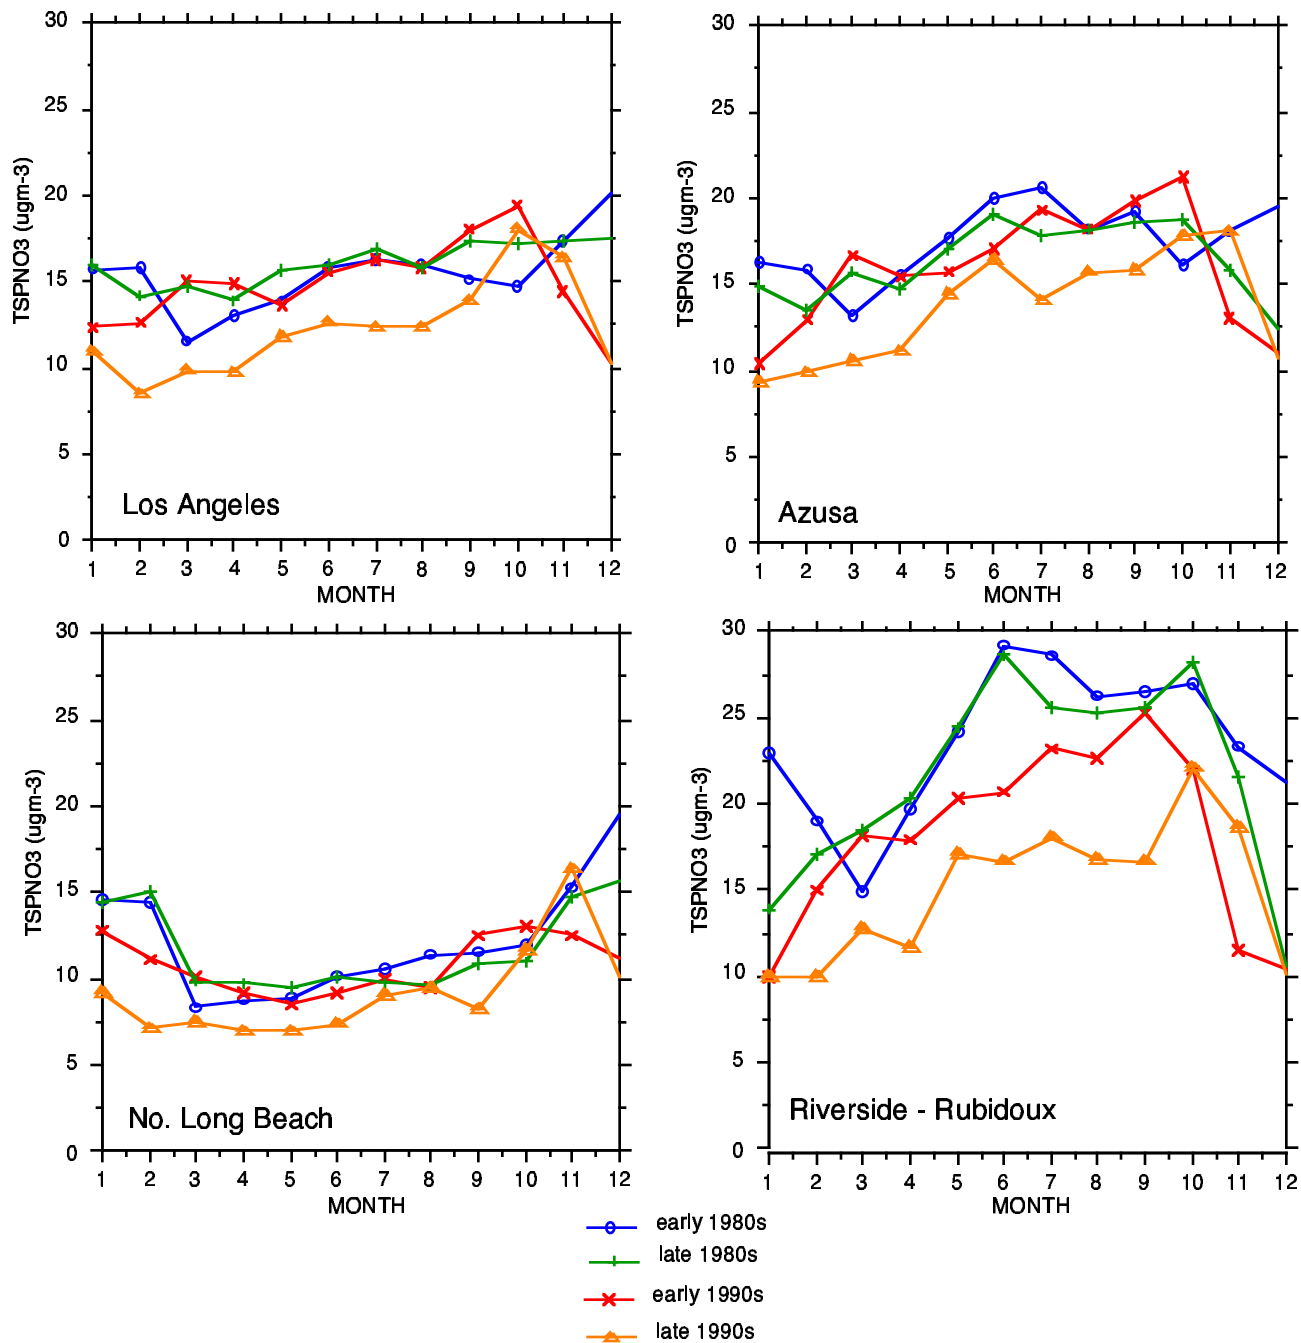 30
25
20
15
10
5
0
TSPNO3 (ugm-3)
Los Angeles
1 2 3 4 5 6 7 8 9 10 11 12
MONTH
30
25
20
15
10
5
0
TSPNO3 (ugm-3)
Azusa
1 2 3 4 5 6 7 8 9 10 11 12
MONTH
30
25
20
15
10
5
0
TSPNO3 (ugm-3)
No. Long Beach
1 2 3 4 5 6 7 8 9 10 11 12
MONTH
30
25
20
15
10
5
0
TSPNO3 (ugm-3)
Riverside - Rubidoux
1 2 3 4 5 6 7 8 9 10 11 12
MONTH
early 1980s
late 1980s
early 1990s
late 1990s